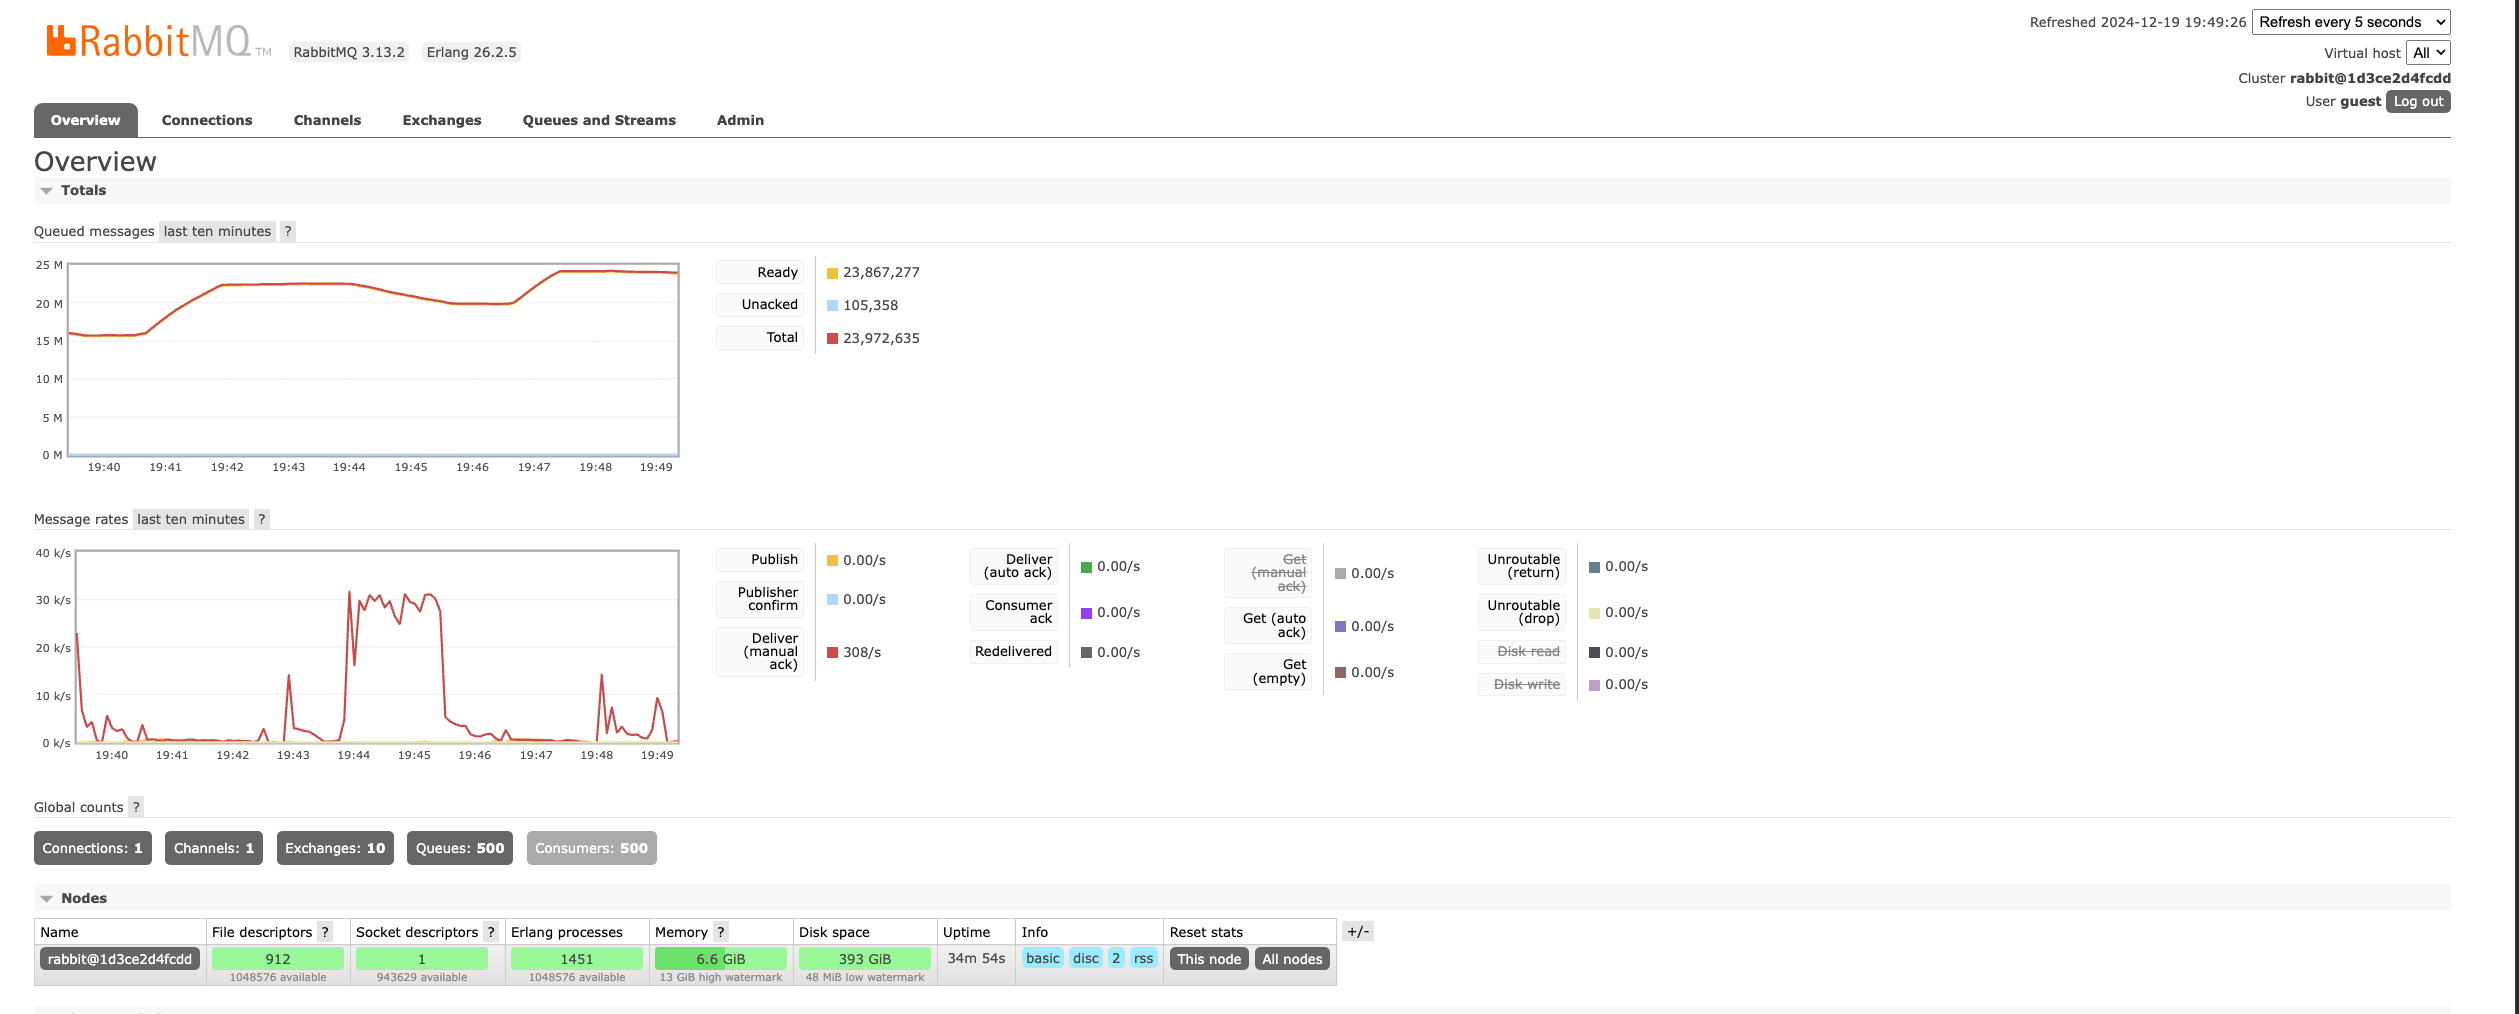 RabbitMQ TM RabbitMQ 3.13.2 Erlang 26.2.5
Refreshed 2024-12-19 19:49:26 Refresh every 5 seconds
Virtual host All
Cluster rabbit@1d3ce2d4fcdd
User guest Log out
Overview Connections Channels Exchanges Queues and Streams Admin
Overview
Totals
Queued messages last ten minutes ?
25 M
20 M
15 M
10 M
5 M
0 M
19:40 19:41 19:42 19:43 19:44 19:45 19:46 19:47 19:48 19:49
Ready 23,867,277
Unacked 105,358
Total 23,972,635
Message rates last ten minutes ?
40 k/s
30 k/s
20 k/s
10 k/s
0 k/s
19:40 19:41 19:42 19:43 19:44 19:45 19:46 19:47 19:48 19:49
Publish 0.00/s
Publisher
confirm 0.00/s
Deliver
(manual
ack) 308/s
Deliver
(auto ack) 0.00/s
Consumer
ack 0.00/s
Redelivered 0.00/s
Get
(manual
ack) 0.00/s
Get (auto
ack) 0.00/s
Get
(empty) 0.00/s
Unroutable
(return) 0.00/s
Unroutable
(drop) 0.00/s
Disk read 0.00/s
Disk write 0.00/s
Global counts ?
Connections: 1 Channels: 1 Exchanges: 10 Queues: 500 Consumers: 500
Nodes
Name File descriptors ? Socket descriptors ? Erlang processes Memory ? Disk space Uptime Info Reset stats +/-
rabbit@1d3ce2d4fcdd 912 1 1451 6.6 GiB 393 GiB 34m 54s basic disc 2 rss This node All nodes
1048576 available 943629 available 1048576 available 13 GiB high watermark 48 MiB low watermark